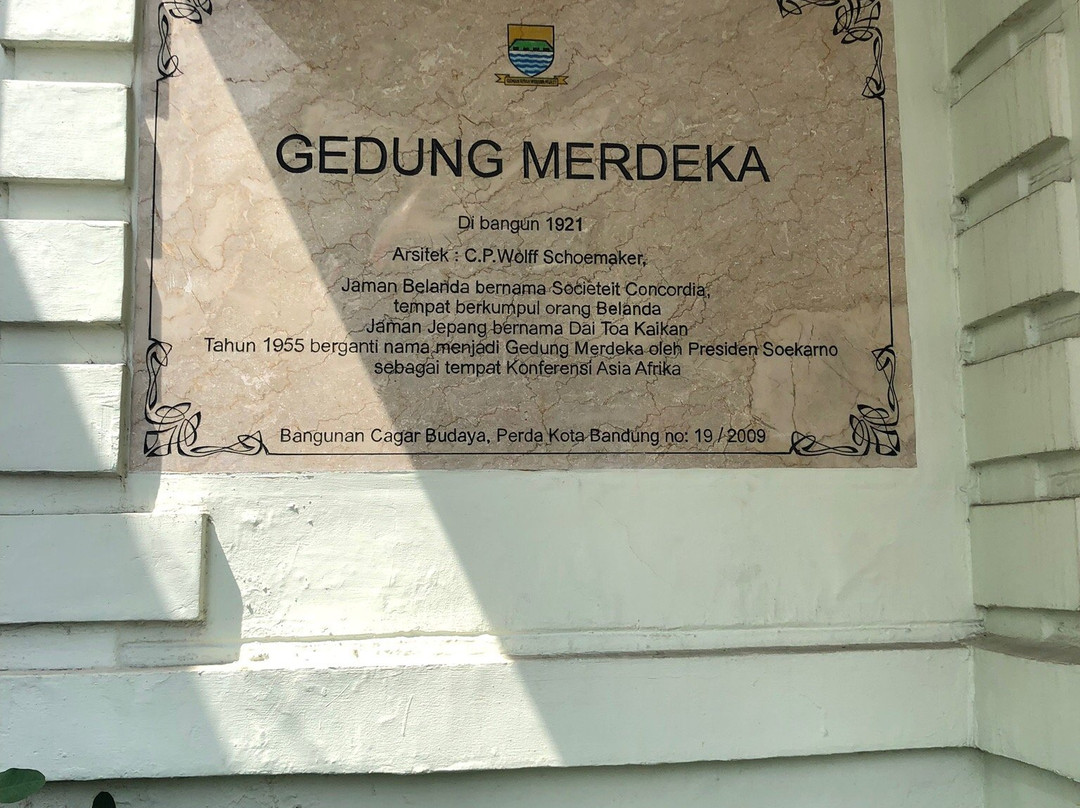 GEDUNG MERDEKA
Di bangun 1921
Arsitek : C.P.Wolff Schoemaker,
Jaman Belanda bernama Societeit Concordia,
tempat berkumpul orang Belanda
Jaman Jepang bernama Dai Toa Kaikan
Tahun 1955 berganti nama menjadi Gedung Merdeka oleh Presiden Soekarno
sebagai tempat Konferensi Asia Afrika
Bangunan Cagar Budaya, Perda Kota Bandung no: 19 / 2009